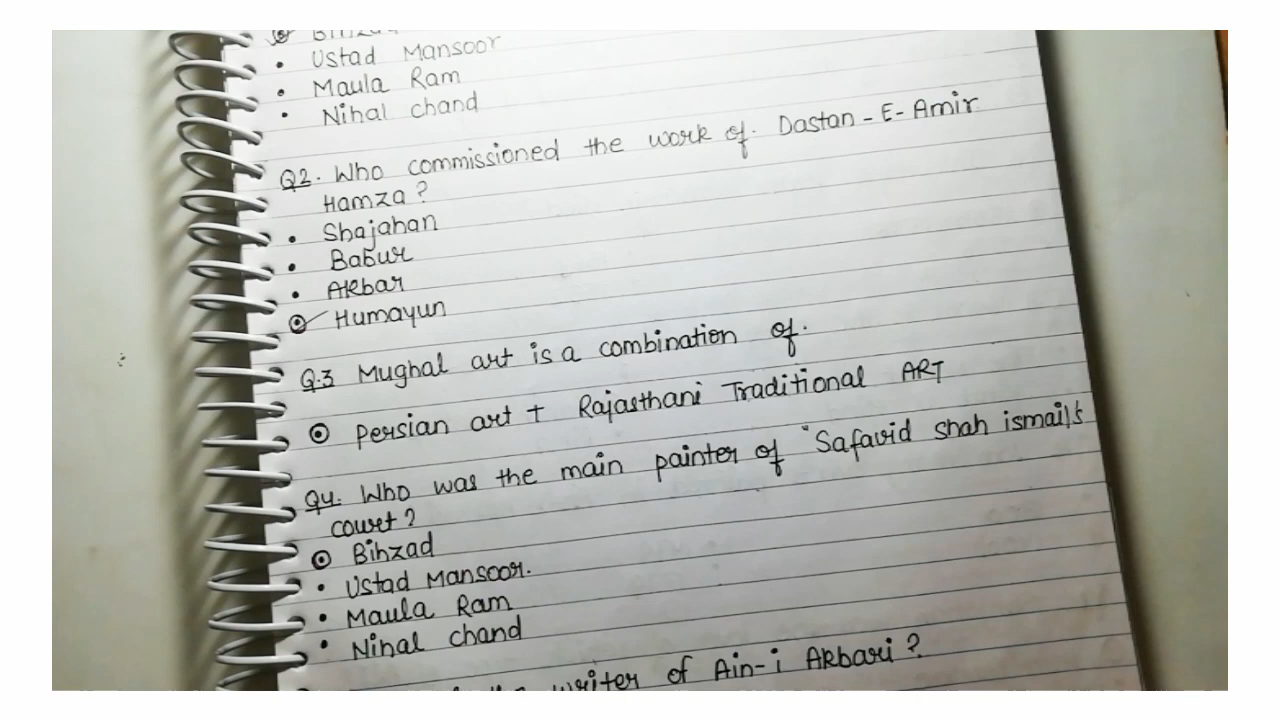 Bihzad
• Ustad Mansoor
• Maula Ram
• Nihal chand
Q2. Who commissioned the work of. Dastan-E-Amir
Hamza?
• Shajahan
• Babur
• Akbar
Humayun
Q.3 Mughal art is a combination of.
Persian art + Rajasthani Traditional ART
Q4. Who was the main painter of "Safavid Shah ismail's
court?
Bihzad
• Ustad Mansoor.
• Maula Ram
• Nihal chand
writer of Ain-i Akbari?